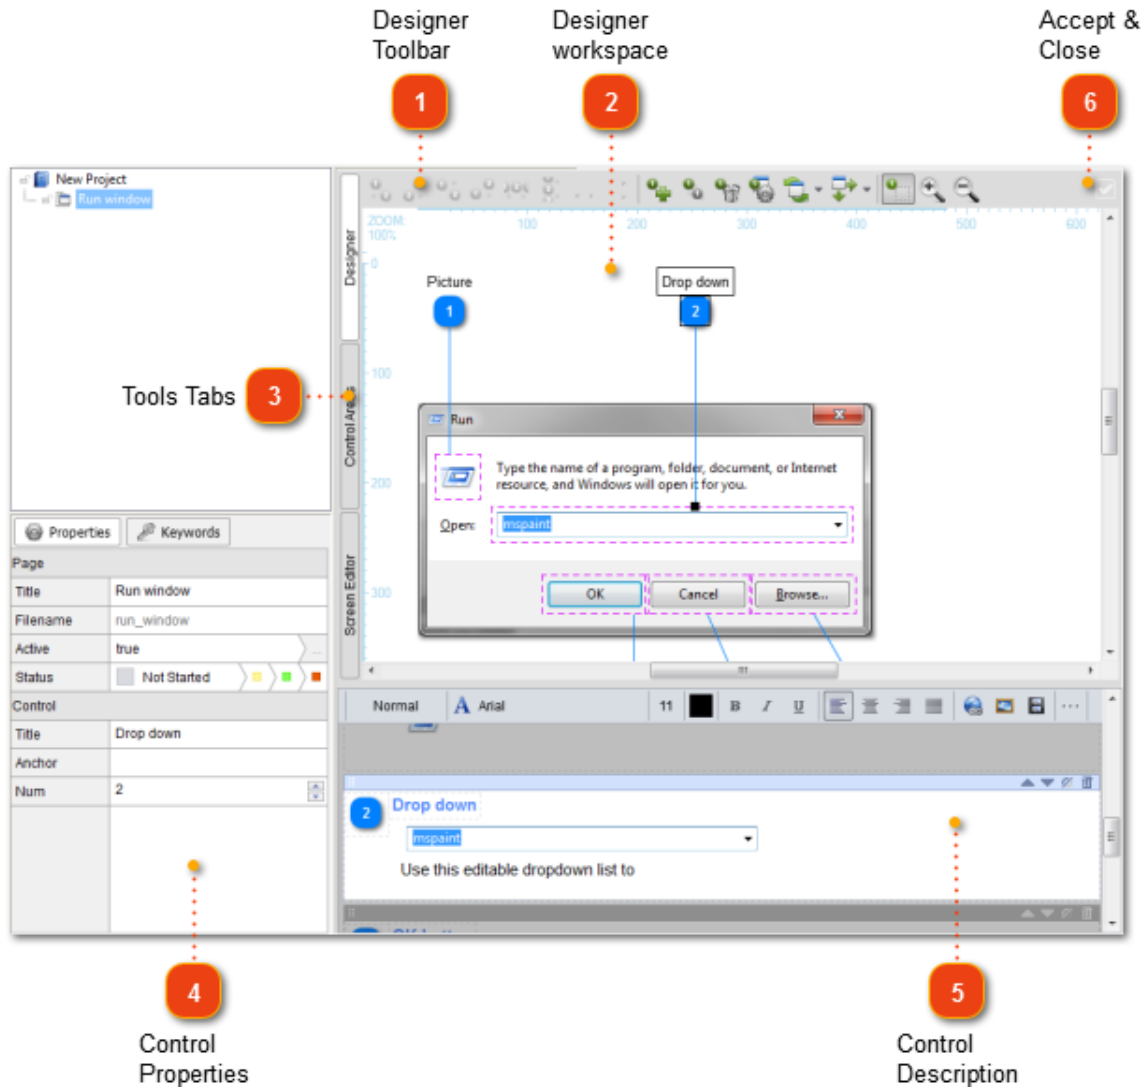 Designer
Toolbar
Designer
workspace
Accept &
Close
1
2
6
New Project
Run window
ZOOM:
100%
100
200
300
400
500
600
0
100
200
300
Designer
Control Areas
Screen Editor
Tools Tabs
3
Picture
1
Drop down
2
Run
Type the name of a program, folder, document, or Internet
resource, and Windows will open it for you.
Open:
mspaint
OK
Cancel
Browse...
Properties
Keywords
Page
Title
Run window
Filename
run_window
Active
true
...
Status
Not Started
Control
Title
Drop down
Anchor
Num
2
Normal
A
Arial
11
B
I
U
...
2
Drop down
mspaint
Use this editable dropdown list to
4
Control
Properties
5
Control
Description